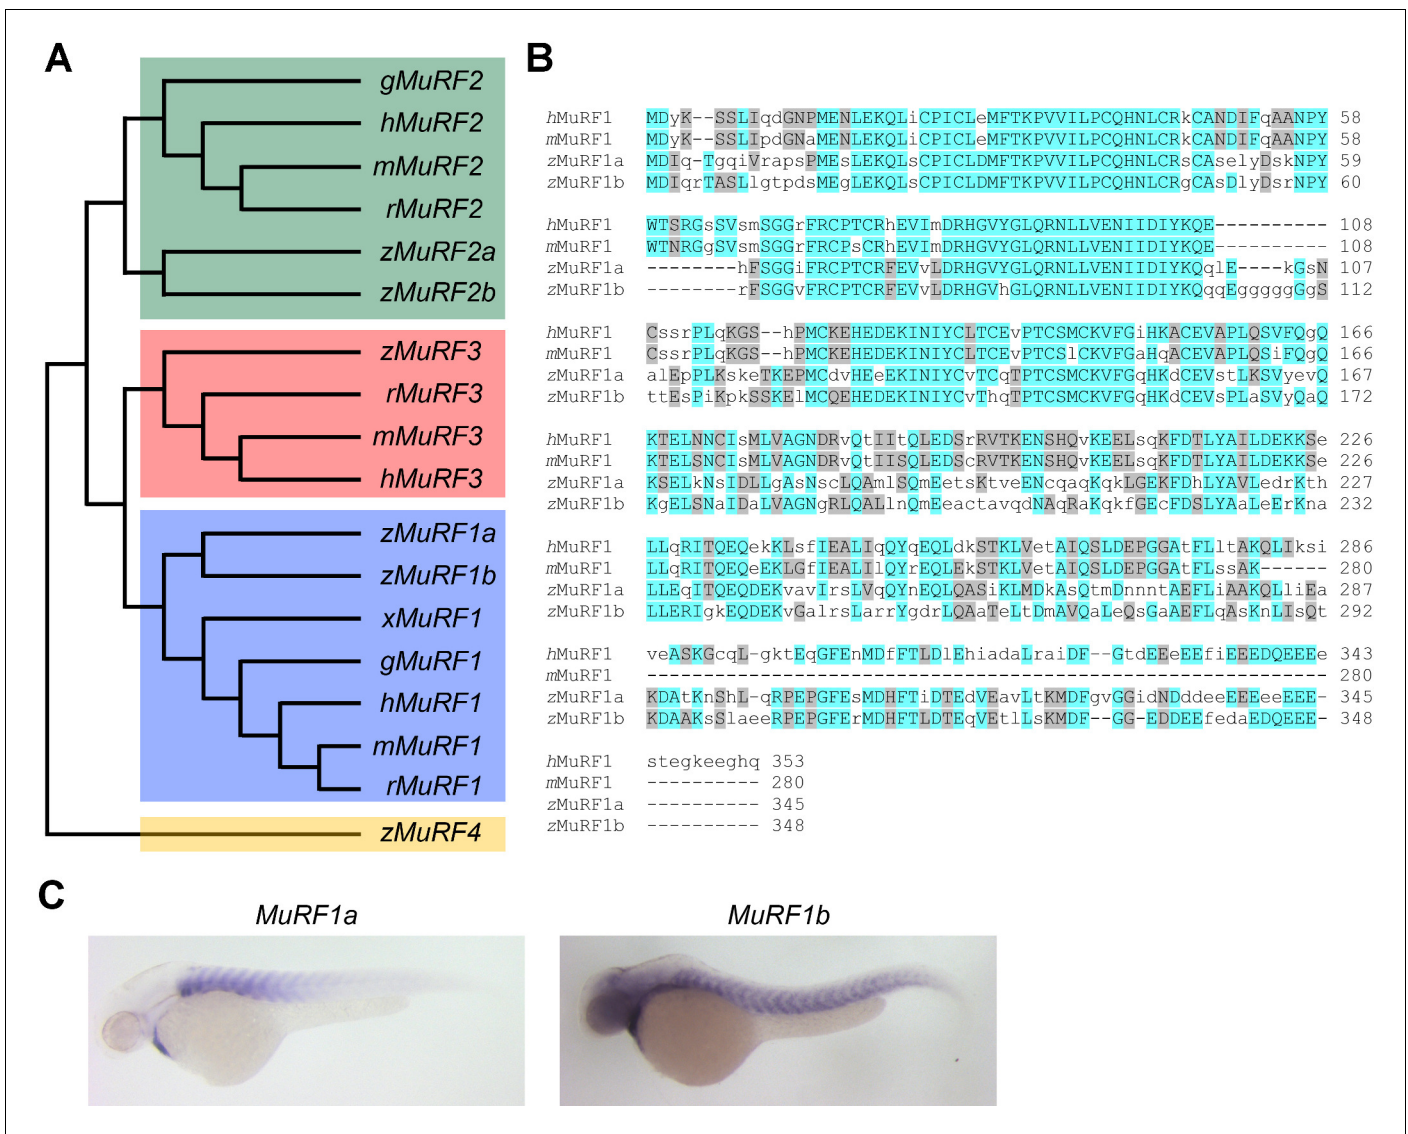 A
gMuRF2
hMuRF2
mMuRF2
rMuRF2
zMuRF2a
zMuRF2b
zMuRF3
rMuRF3
mMuRF3
hMuRF3
zMuRF1a
zMuRF1b
xMuRF1
gMuRF1
hMuRF1
mMuRF1
rMuRF1
zMuRF4
B
hMuRF1 MDyK--SSLIqdGNPMENLEKQLiCPICLeMFTKPVVILPCQHNLCRkCANDIFqAANPY 58
mMuRF1 MDyK--SSLIpdGNaMENLEKQLiCPICLeMFTKPVVILPCQHNLCRkCANDIFqAANPY 58
zMuRF1a MDIq-TgqiVrapsPMEsLEKQLsCPICLDMFTKPVVILPCQHNLCRsCAselyDskNPY 59
zMuRF1b MDIqrTASLlgtpdsMEgLEKQLsCPICLDMFTKPVVILPCQHNLCRgCAsDlyDsrNPY 60
hMuRF1 WTSRGsSVsmSGGrFRCPTCRhEVImDRHGVYGLQRNLLVENIIDIYKQE---------- 108
mMuRF1 WTNRGgSVsmSGGrFRCPsCRhEVImDRHGVYGLQRNLLVENIIDIYKQE---------- 108
zMuRF1a --------hFSGGiFRCPTCRFEVvLDRHGVYGLQRNLLVENIIDIYKQqlE----kGsN 107
zMuRF1b --------rFSGGvFRCPTCRFEVvLDRHGVhGLQRNLLVENIIDIYKQqqEgggggGgS 112
hMuRF1 CssrPLqKGS--hPMCKEHEDEKINIYCLTCEvPTCSMCKVFGiHKACEVAPLQSVFQgQ 166
mMuRF1 CssrPLqKGS--hPMCKEHEDEKINIYCLTCEvPTCSlCKVFGaHqACEVAPLQSiFQgQ 166
zMuRF1a alEpPLKskeTKEPMCdvHEeEKINIYCvTCqTPTCSMCKVFGqHKdCEVstLKSVyevQ 167
zMuRF1b ttEsPiKpkSSKElMCQEHEDEKINIYCvThqTPTCSMCKVFGqHKdCEVsPLaSVyQaQ 172
hMuRF1 KTELNNCIsMLVAGNDRvQtIItQLEDSrRVTKENSHQvKEELsqKFDTLYAILDEKKSe 226
mMuRF1 KTELSNCIsMLVAGNDRvQtIISQLEDScRVTKENSHQvKEELsqKFDTLYAILDEKKSe 226
zMuRF1a KSELkNsIDLLgAsNscLQAmlSQmEetsKtveENcqaqKqkLGEKFDhLYAVLedrKth 227
zMuRF1b KgELSNaIDaLVAGNgRLQALlnQmEeactavqdNAqRaKqkfgEcFDSLYAaLeErKna 232
hMuRF1 LLqRITQEQekKLsfIEALIqQYqEQLdkSTKLVetAIQSLDEPGGAtFLltAKQLIksi 286
mMuRF1 LLqRITQEQeEKLGfIEALIlQYrEQLEkSTKLVetAIQSLDEPGGAtFLssAK------ 280
zMuRF1a LLEqITQEQDEKvavIrsLVqQYnEQLQASiKLMDkAsQtmDnnntAEFLiAAKQLliEa 287
zMuRF1b LLERIgkEQDEKvGalrsLarrYgdrLQAaTeLtDmAVQaLeQsGaAEFLqAsKnLIsQt 292
hMuRF1 veASKGcqL-gktEqGFEnMDfFTLDlEhiadaLraiDF--GtdEEeEEfiEEEDQEEEe 343
mMuRF1 ------------------------------------------------------------ 280
zMuRF1a KDAtKnShL-qRPEPGFEsMDHFTiDTEdVEavLtKMDFgvGGidNDddeeEEEeeEEE- 345
zMuRF1b KDAAKsSlaeeRPEPGFErMDHFTLDTEqVEtlLsKMDF--GG-EDDEEfedaEDQEEE- 348
hMuRF1 stegkeeghq 353
mMuRF1 ---------- 280
zMuRF1a ---------- 345
zMuRF1b ---------- 348
C
MuRF1a
MuRF1b